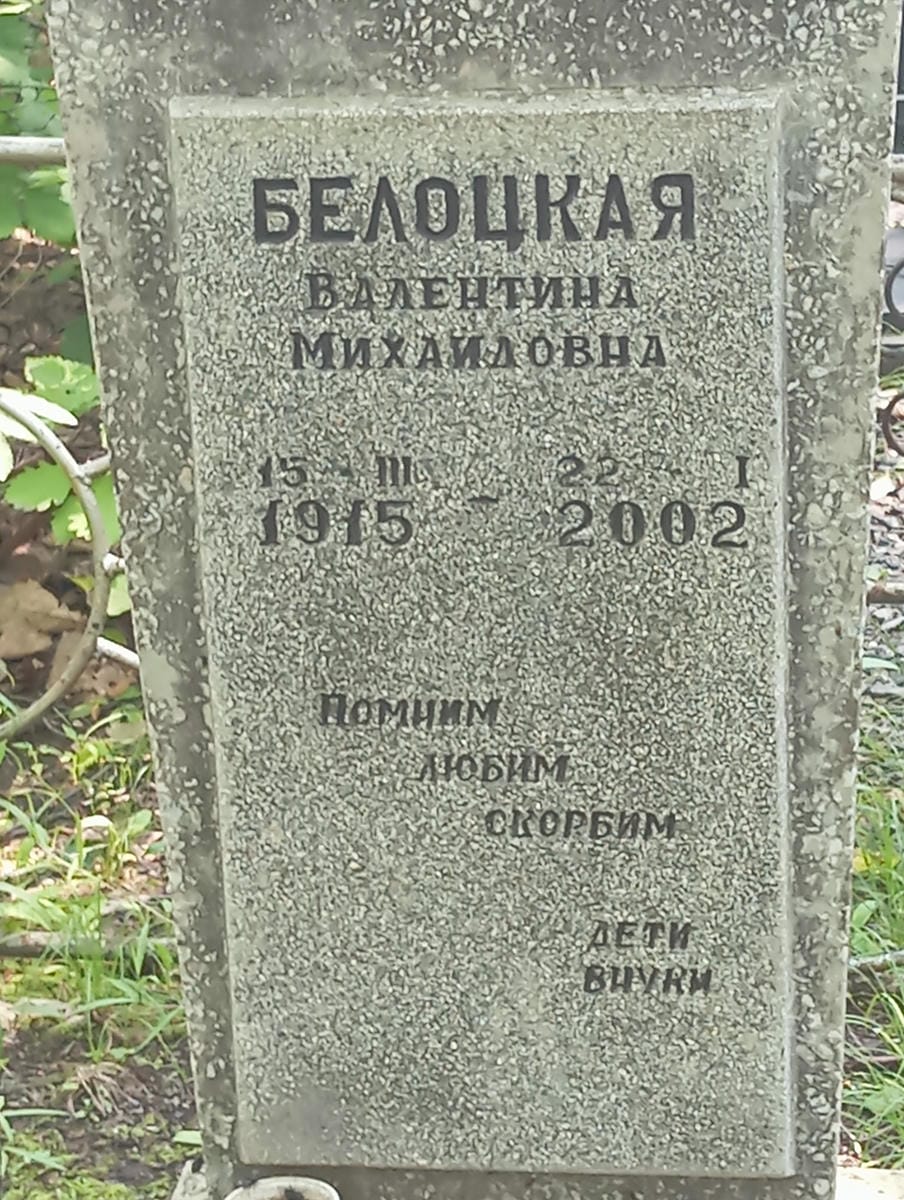 БЕЛОЦКАЯ
ВАЛЕНТИНА
МИХАЙЛОВНА
15 III 22 I
1915 - 2002
ПОМНИМ
ЛЮБИМ
СКОРБИМ
ДЕТИ
ВНУКИ